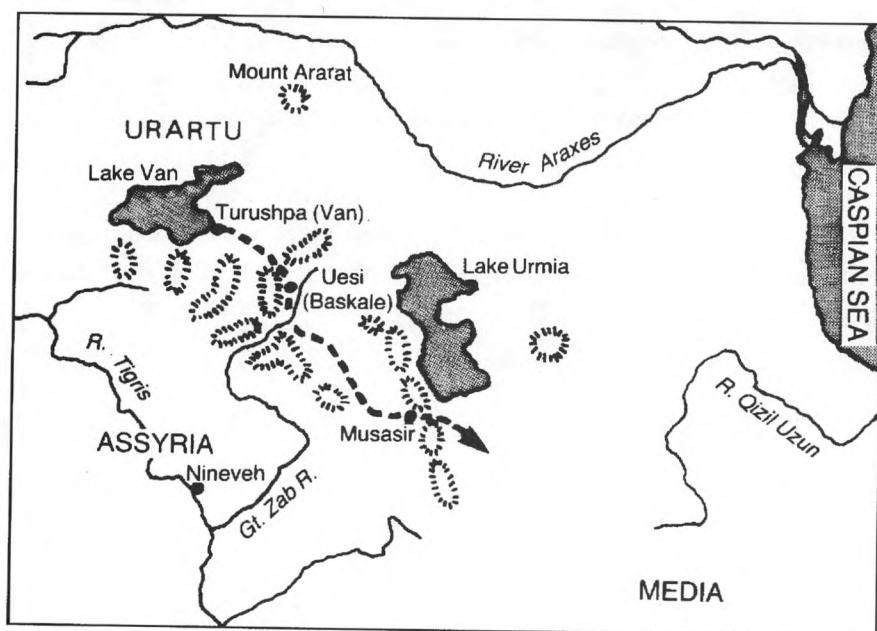 Mount Ararat
URARTU
River Araxes
Lake Van
CASPIAN SEA
Turushpa (Van)
Lake Urmia
Uesi
(Baskale)
R. Tigris
R. Qizil Uzun
Musasir
ASSYRIA
Nineveh
Gt. Zab R.
MEDIA